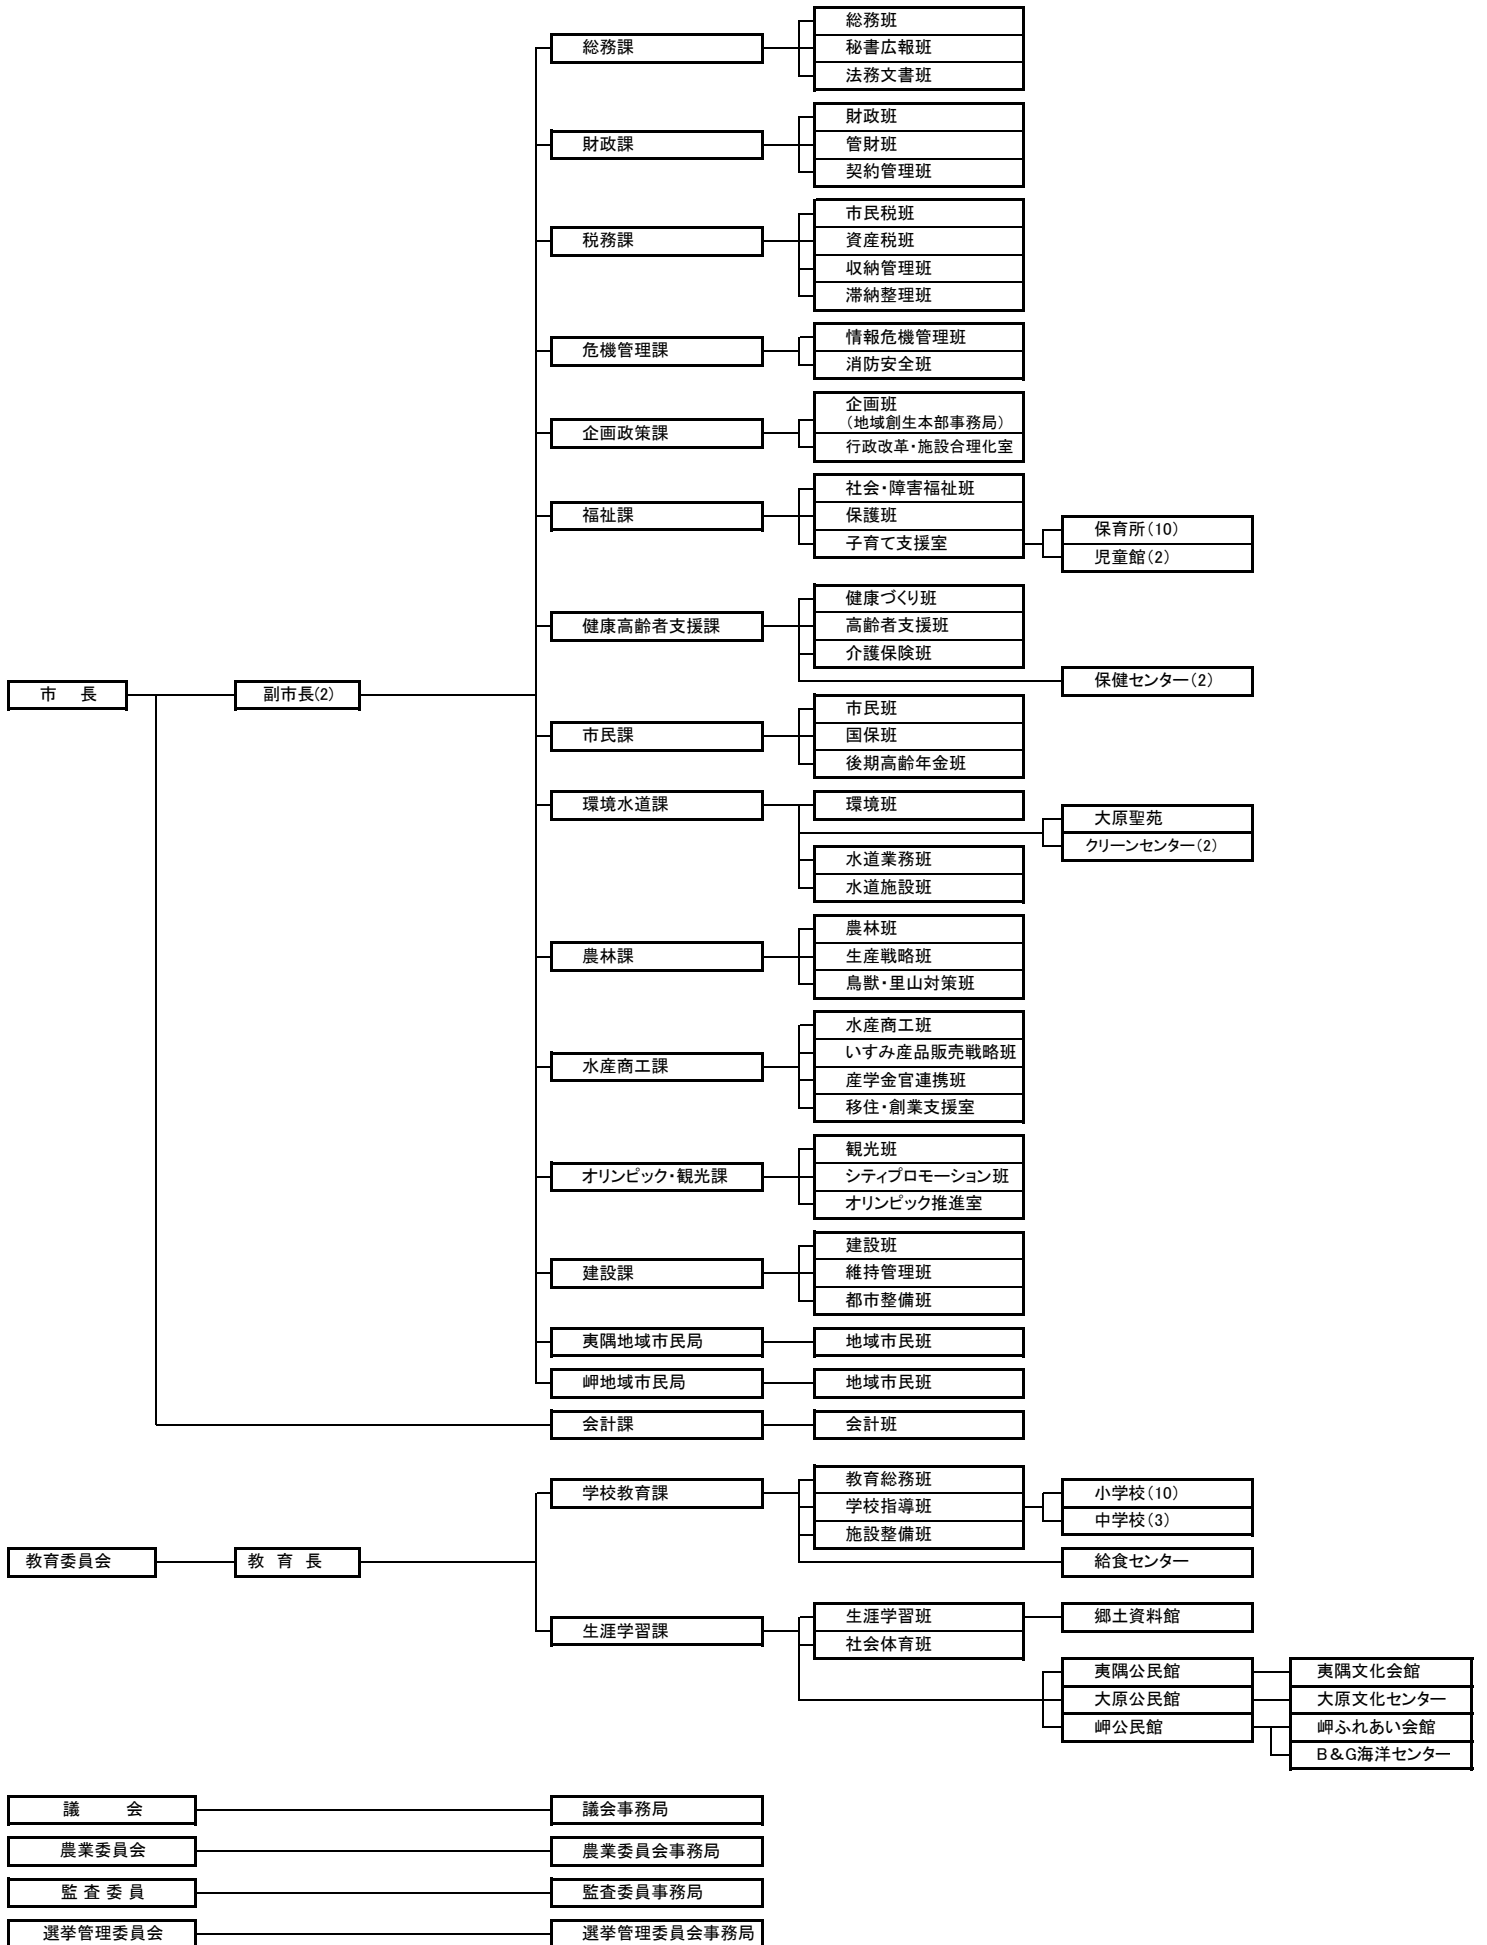 総務班
総務課
秘書広報班
法務文書班
財政班
財政課
管財班
契約管理班
市民税班
税務課
資産税班
収納管理班
滞納整理班
情報危機管理班
危機管理課
消防安全班
企画班
（地域創生本部事務局）
企画政策課
行政改革・施設合理化室
社会・障害福祉班
福祉課
保護班
保育所（10）
子育て支援室
児童館（2）
健康づくり班
健康高齢者支援課
高齢者支援班
介護保険班
保健センター（2）
市　長
副市長(2)
市民班
市民課
国保班
後期高齢年金班
環境水道課
環境班
大原聖苑
クリーンセンター（2）
水道業務班
水道施設班
農林班
農林課
生産戦略班
鳥獣・里山対策班
水産商工班
いすみ産品販売戦略班
水産商工課
産学金官連携班
移住・創業支援室
観光班
オリンピック・観光課
シティプロモーション班
オリンピック推進室
建設班
建設課
維持管理班
都市整備班
夷隅地域市民局
地域市民班
岬地域市民局
地域市民班
会計課
会計班
教育総務班
学校教育課
小学校（10）
学校指導班
中学校（3）
施設整備班
教育委員会
教　育　長
給食センター
生涯学習班
郷土資料館
生涯学習課
社会体育班
夷隅公民館
夷隅文化会館
大原公民館
大原文化センター
岬公民館
岬ふれあい会館
B＆G海洋センター
議　　会
議会事務局
農業委員会
農業委員会事務局
監 査 委 員
監査委員事務局
選挙管理委員会
選挙管理委員会事務局